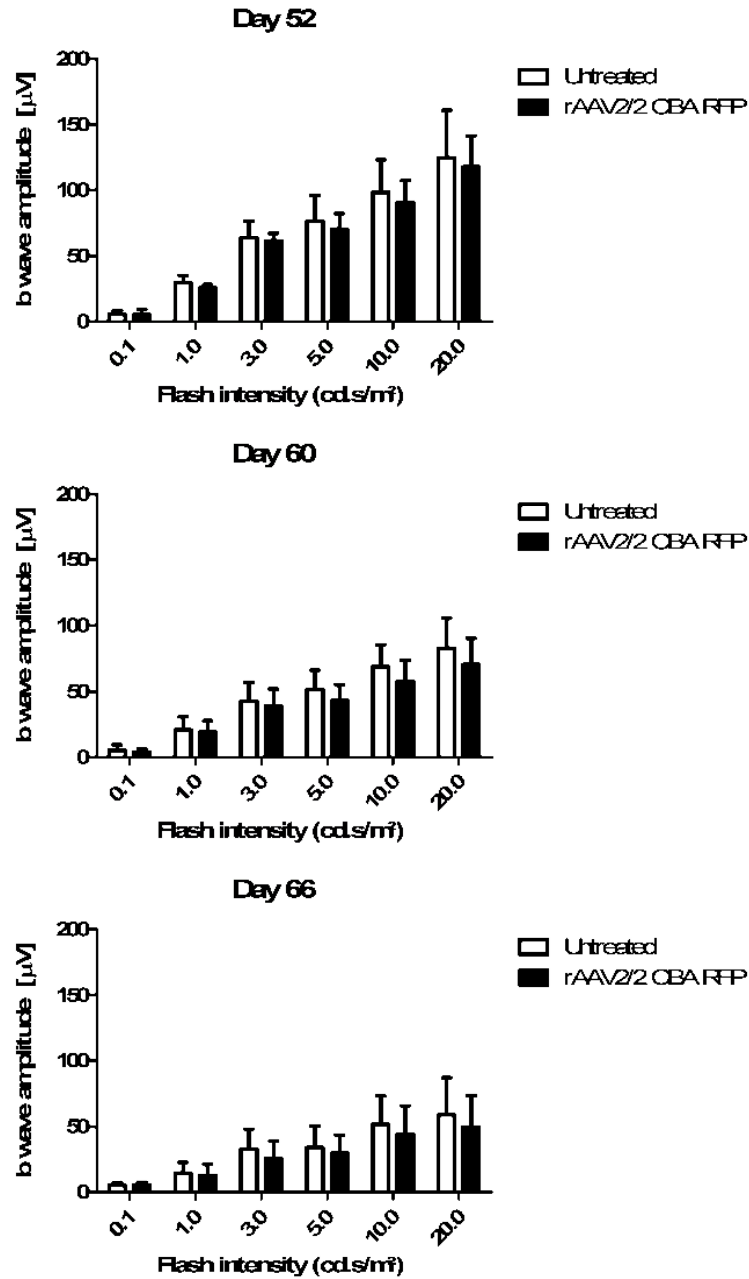 Day 52
200
150
100
50
0
b wave amplitude [µV]
0.1 1.0 3.0 5.0 10.0 20.0
Flash intensity (cd.s/m²)
Untreated
rAAV2/2 CBA RFP
Day 60
200
150
100
50
0
b wave amplitude [µV]
0.1 1.0 3.0 5.0 10.0 20.0
Flash intensity (cd.s/m²)
Untreated
rAAV2/2 CBA RFP
Day 66
200
150
100
50
0
b wave amplitude [µV]
0.1 1.0 3.0 5.0 10.0 20.0
Flash intensity (cd.s/m²)
Untreated
rAAV2/2 CBA RFP